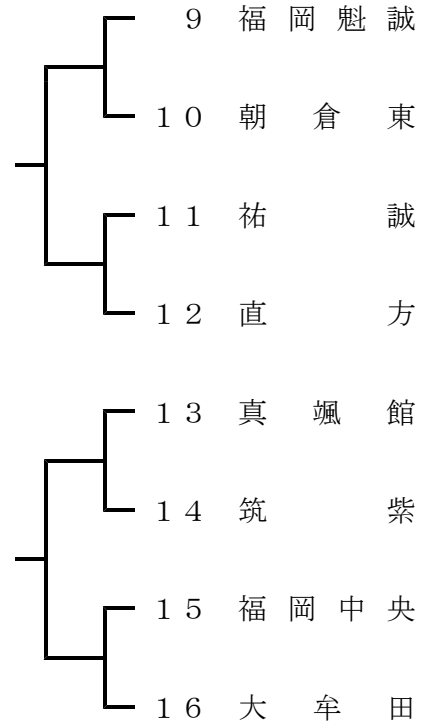 9 福岡魁誠
10 朝倉東
11 祐誠
12 直方
13 真颯館
14 筑紫
15 福岡中央
16 大牟田